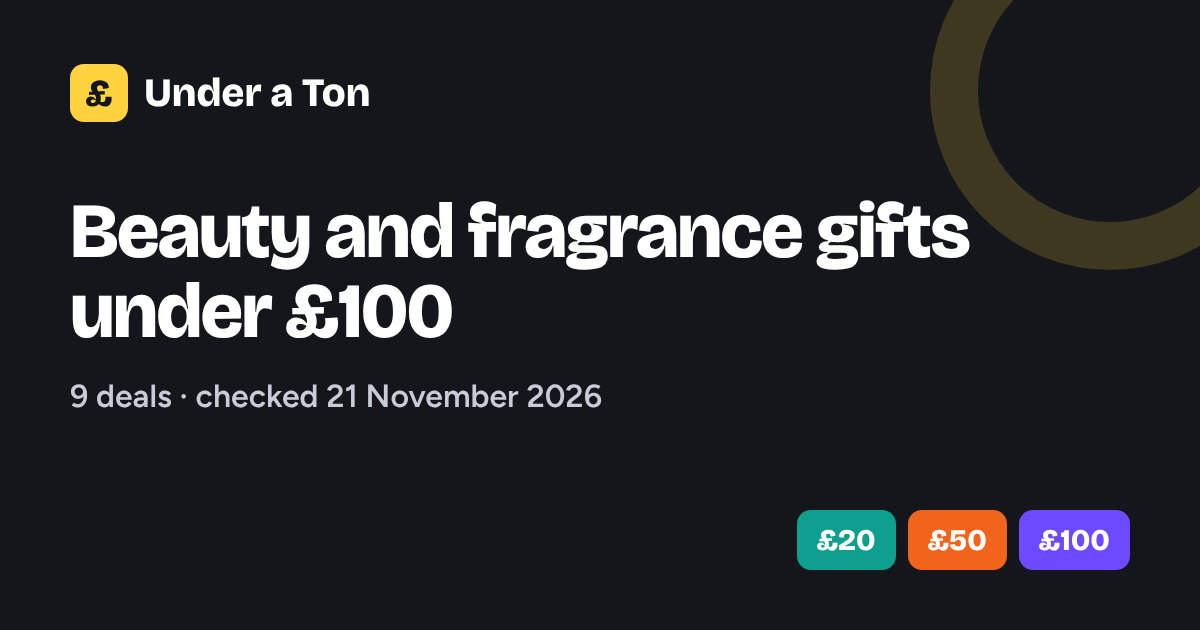 £
Under a Ton
Beauty and fragrance gifts
under £100
9 deals · checked 21 November 2026
£20
£50
£100